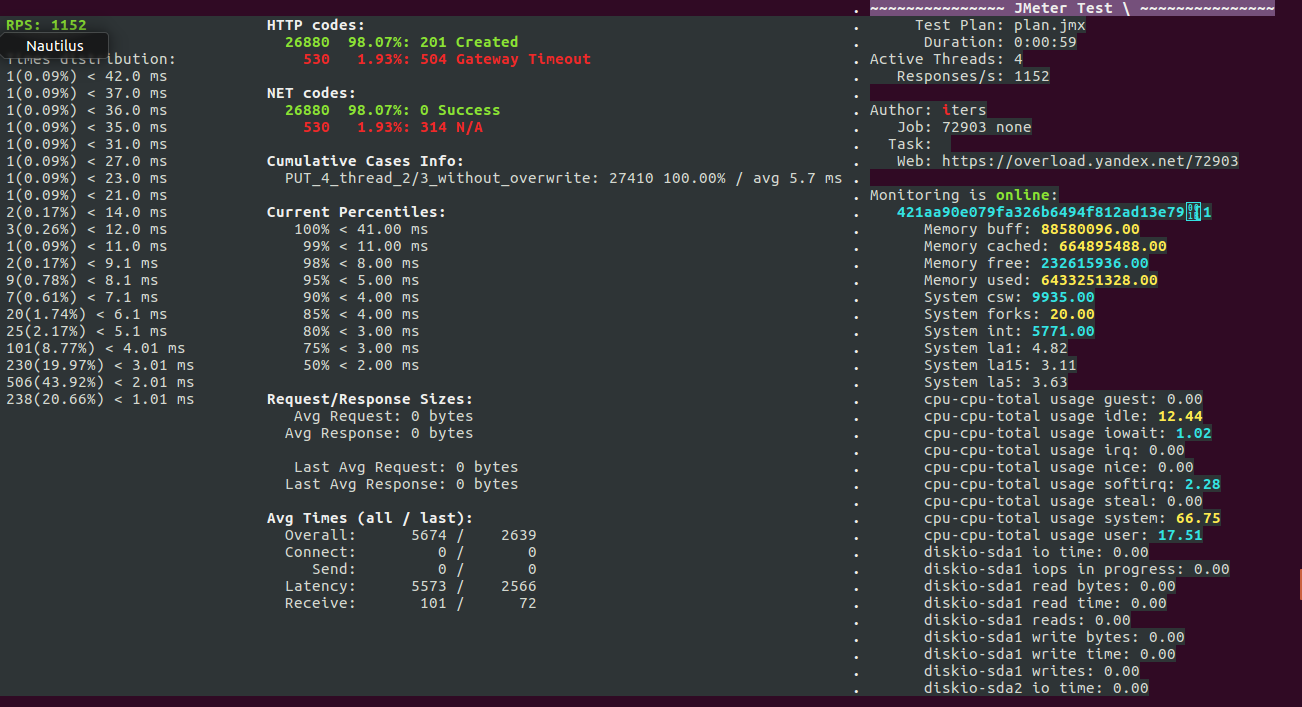 RPS: 1152
Nautilus
Times distribution:
1(0.09%) < 42.0 ms
1(0.09%) < 37.0 ms
1(0.09%) < 36.0 ms
1(0.09%) < 35.0 ms
1(0.09%) < 31.0 ms
1(0.09%) < 27.0 ms
1(0.09%) < 23.0 ms
1(0.09%) < 21.0 ms
2(0.17%) < 14.0 ms
3(0.26%) < 12.0 ms
1(0.09%) < 11.0 ms
2(0.17%) < 9.1 ms
9(0.78%) < 8.1 ms
7(0.61%) < 7.1 ms
20(1.74%) < 6.1 ms
25(2.17%) < 5.1 ms
101(8.77%) < 4.01 ms
230(19.97%) < 3.01 ms
506(43.92%) < 2.01 ms
238(20.66%) < 1.01 ms
HTTP codes:
26880 98.07%: 201 Created
530 1.93%: 504 Gateway Timeout
NET codes:
26880 98.07%: 0 Success
530 1.93%: 314 N/A
Cumulative Cases Info:
PUT_4_thread_2/3_without_overwrite: 27410 100.00% / avg 5.7 ms
Current Percentiles:
100% < 41.00 ms
99% < 11.00 ms
98% < 8.00 ms
95% < 5.00 ms
90% < 4.00 ms
85% < 4.00 ms
80% < 3.00 ms
75% < 3.00 ms
50% < 2.00 ms
Request/Response Sizes:
Avg Request: 0 bytes
Avg Response: 0 bytes
Last Avg Request: 0 bytes
Last Avg Response: 0 bytes
Avg Times (all / last):
Overall: 5674 / 2639
Connect: 0 / 0
Send: 0 / 0
Latency: 5573 / 2566
Receive: 101 / 72
~~~~~~~~~~~~~~~ JMeter Test \ ~~~~~~~~~~~~~~~
Test Plan: plan.jmx
Duration: 0:00:59
Active Threads: 4
Responses/s: 1152
Author: iters
Job: 72903 none
Task:
Web: https://overload.yandex.net/72903
Monitoring is online:
Memory buff: 88580096.00
Memory cached: 664895488.00
Memory free: 232615936.00
Memory used: 6433251328.00
System csw: 9935.00
System forks: 20.00
System int: 5771.00
System la1: 4.82
System la15: 3.11
System la5: 3.63
cpu-cpu-total usage guest: 0.00
cpu-cpu-total usage idle: 12.44
cpu-cpu-total usage iowait: 1.02
cpu-cpu-total usage irq: 0.00
cpu-cpu-total usage nice: 0.00
cpu-cpu-total usage softirq: 2.28
cpu-cpu-total usage steal: 0.00
cpu-cpu-total usage system: 66.75
cpu-cpu-total usage user: 17.51
diskio-sda1 io time: 0.00
diskio-sda1 iops in progress: 0.00
diskio-sda1 read bytes: 0.00
diskio-sda1 read time: 0.00
diskio-sda1 reads: 0.00
diskio-sda1 write bytes: 0.00
diskio-sda1 write time: 0.00
diskio-sda1 writes: 0.00
diskio-sda2 io time: 0.00